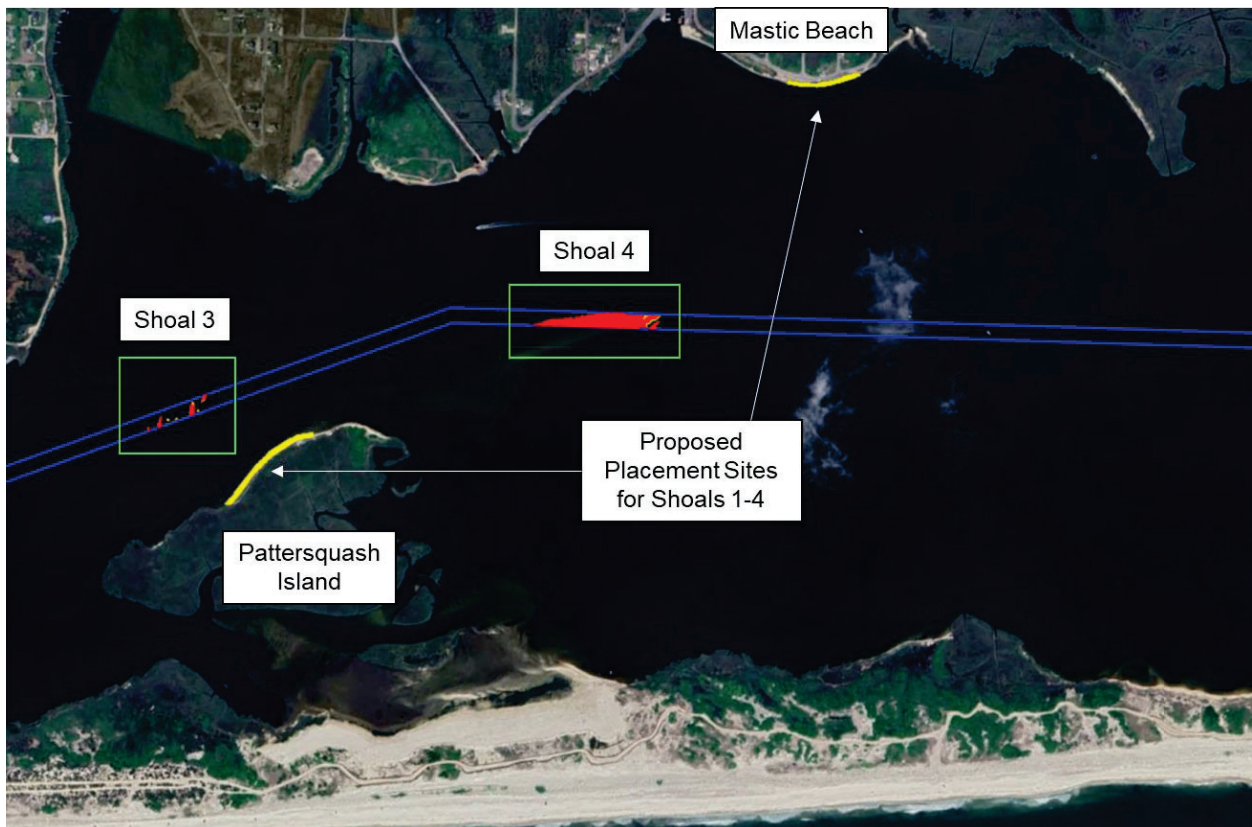 Mastic Beach
Shoal 4
Shoal 3
Proposed
Placement Sites
for Shoals 1-4
Pattersquash
Island